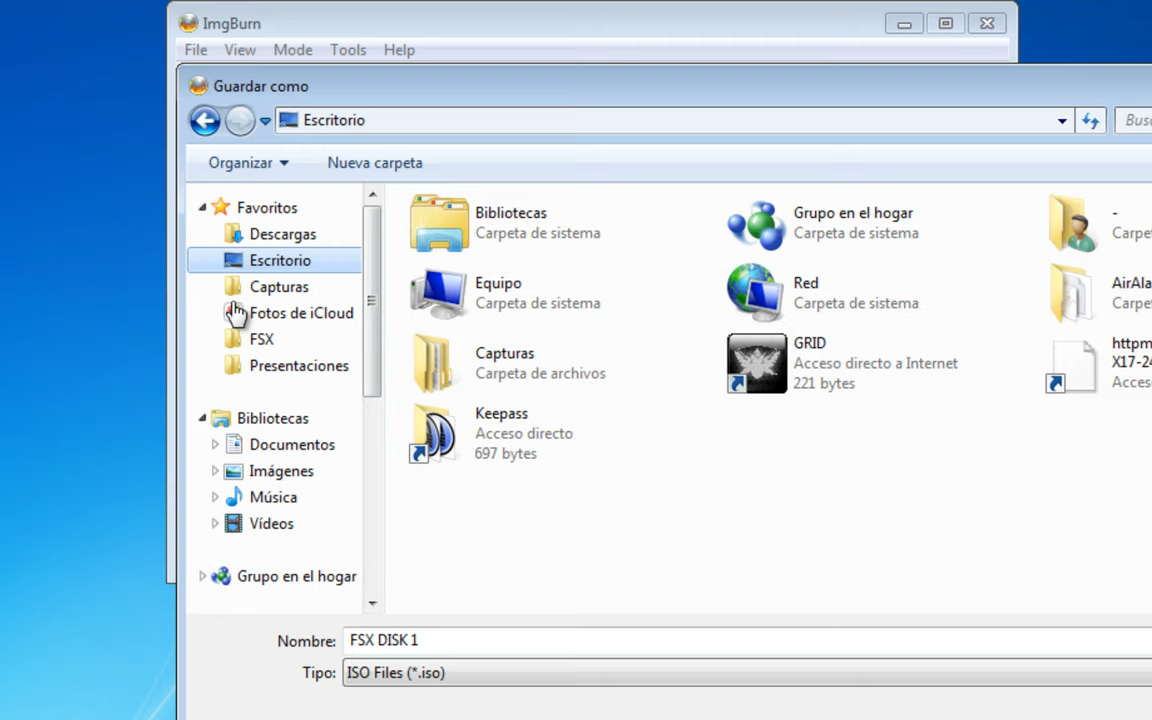 ImgBurn
File View Mode Tools Help
Guardar como
Escritorio
Organizar
Nueva carpeta
Favoritos
Descargas
Escritorio
Capturas
Fotos de iCloud
FSX
Presentaciones
Bibliotecas
Documentos
Imágenes
Música
Vídeos
Grupo en el hogar
Bibliotecas
Carpeta de sistema
Grupo en el hogar
Carpeta de sistema
-
Equipo
Carpeta de sistema
Red
Carpeta de sistema
Capturas
Carpeta de archivos
GRID
Acceso directo a Internet
221 bytes
Keepass
Acceso directo
697 bytes
Nombre: FSX DISK 1
Tipo: ISO Files (*.iso)